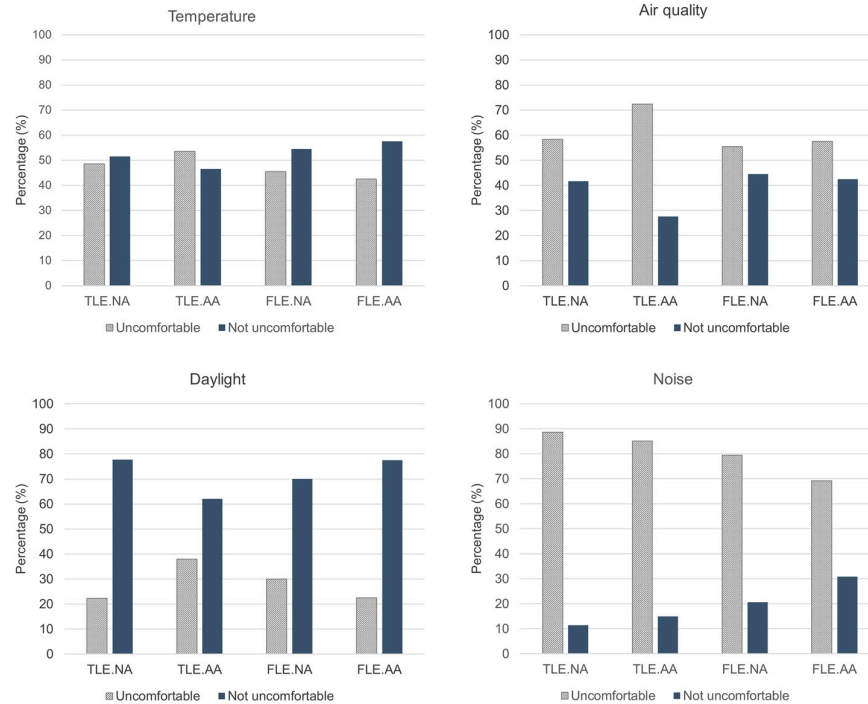 Temperature
100
90
80
70
60
50
40
30
20
10
0
Percentage (%)
TLE.NA TLE.AA FLE.NA FLE.AA
Uncomfortable Not uncomfortable
Air quality
100
90
80
70
60
50
40
30
20
10
0
Percentage (%)
TLE.NA TLE.AA FLE.NA FLE.AA
Uncomfortable Not uncomfortable
Daylight
100
90
80
70
60
50
40
30
20
10
0
Percentage (%)
TLE.NA TLE.AA FLE.NA FLE.AA
Uncomfortable Not uncomfortable
Noise
100
90
80
70
60
50
40
30
20
10
0
Percentage (%)
TLE.NA TLE.AA FLE.NA FLE.AA
Uncomfortable Not uncomfortable